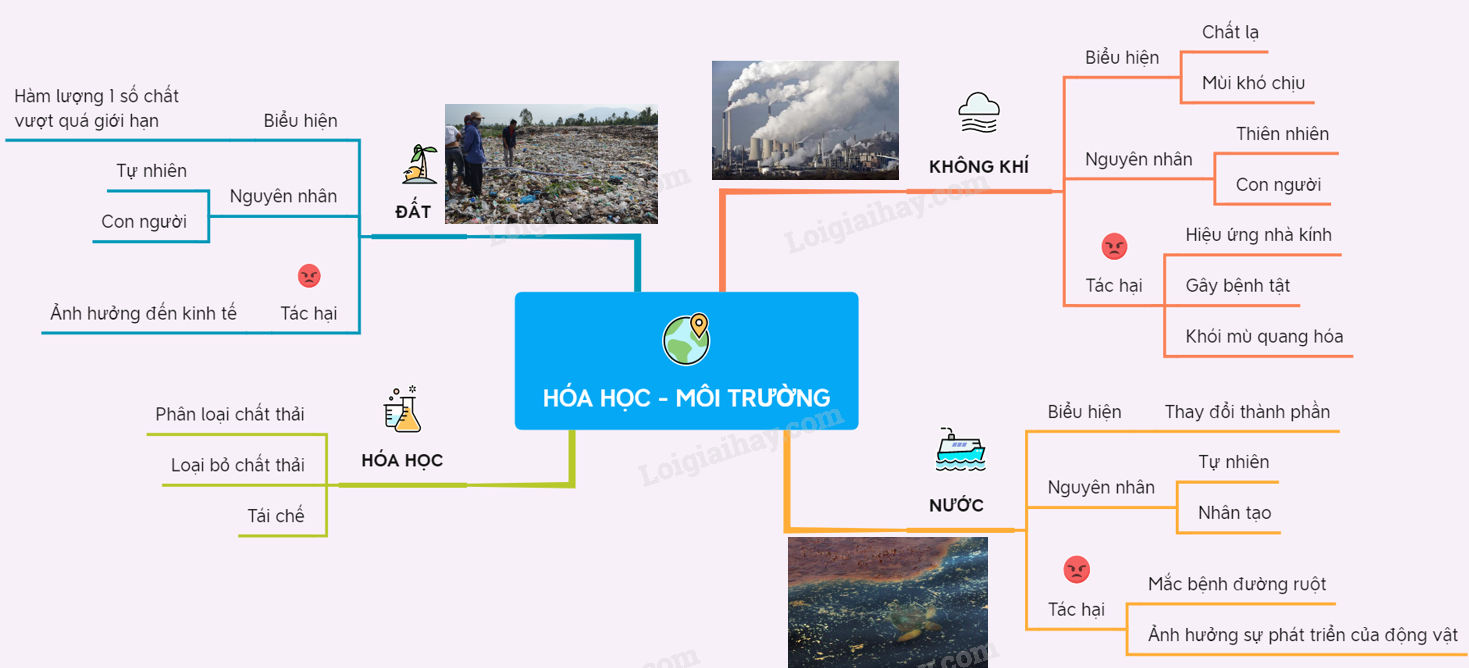 HÓA HỌC - MÔI TRƯỜNG
ĐẤT
Biểu hiện
Hàm lượng 1 số chất
vượt quá giới hạn
Nguyên nhân
Tự nhiên
Con người
Tác hại
Ảnh hưởng đến kinh tế
HÓA HỌC
Phân loại chất thải
Loại bỏ chất thải
Tái chế
KHÔNG KHÍ
Biểu hiện
Chất lạ
Mùi khó chịu
Nguyên nhân
Thiên nhiên
Con người
Tác hại
Hiệu ứng nhà kính
Gây bệnh tật
Khói mù quang hóa
NƯỚC
Biểu hiện
Thay đổi thành phần
Nguyên nhân
Tự nhiên
Nhân tạo
Tác hại
Mắc bệnh đường ruột
Ảnh hưởng sự phát triển của động vật
Loigiaihay.com
Loigiaihay.com
Loigiaihay.com